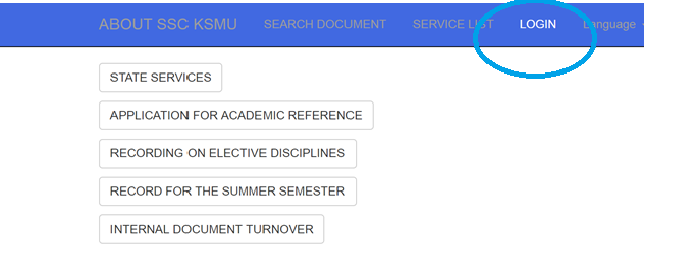 ABOUT SSC KSMU SEARCH DOCUMENT SERVICE LIST LOGIN Language
STATE SERVICES
APPLICATION FOR ACADEMIC REFERENCE
RECORDING ON ELECTIVE DISCIPLINES
RECORD FOR THE SUMMER SEMESTER
INTERNAL DOCUMENT TURNOVER